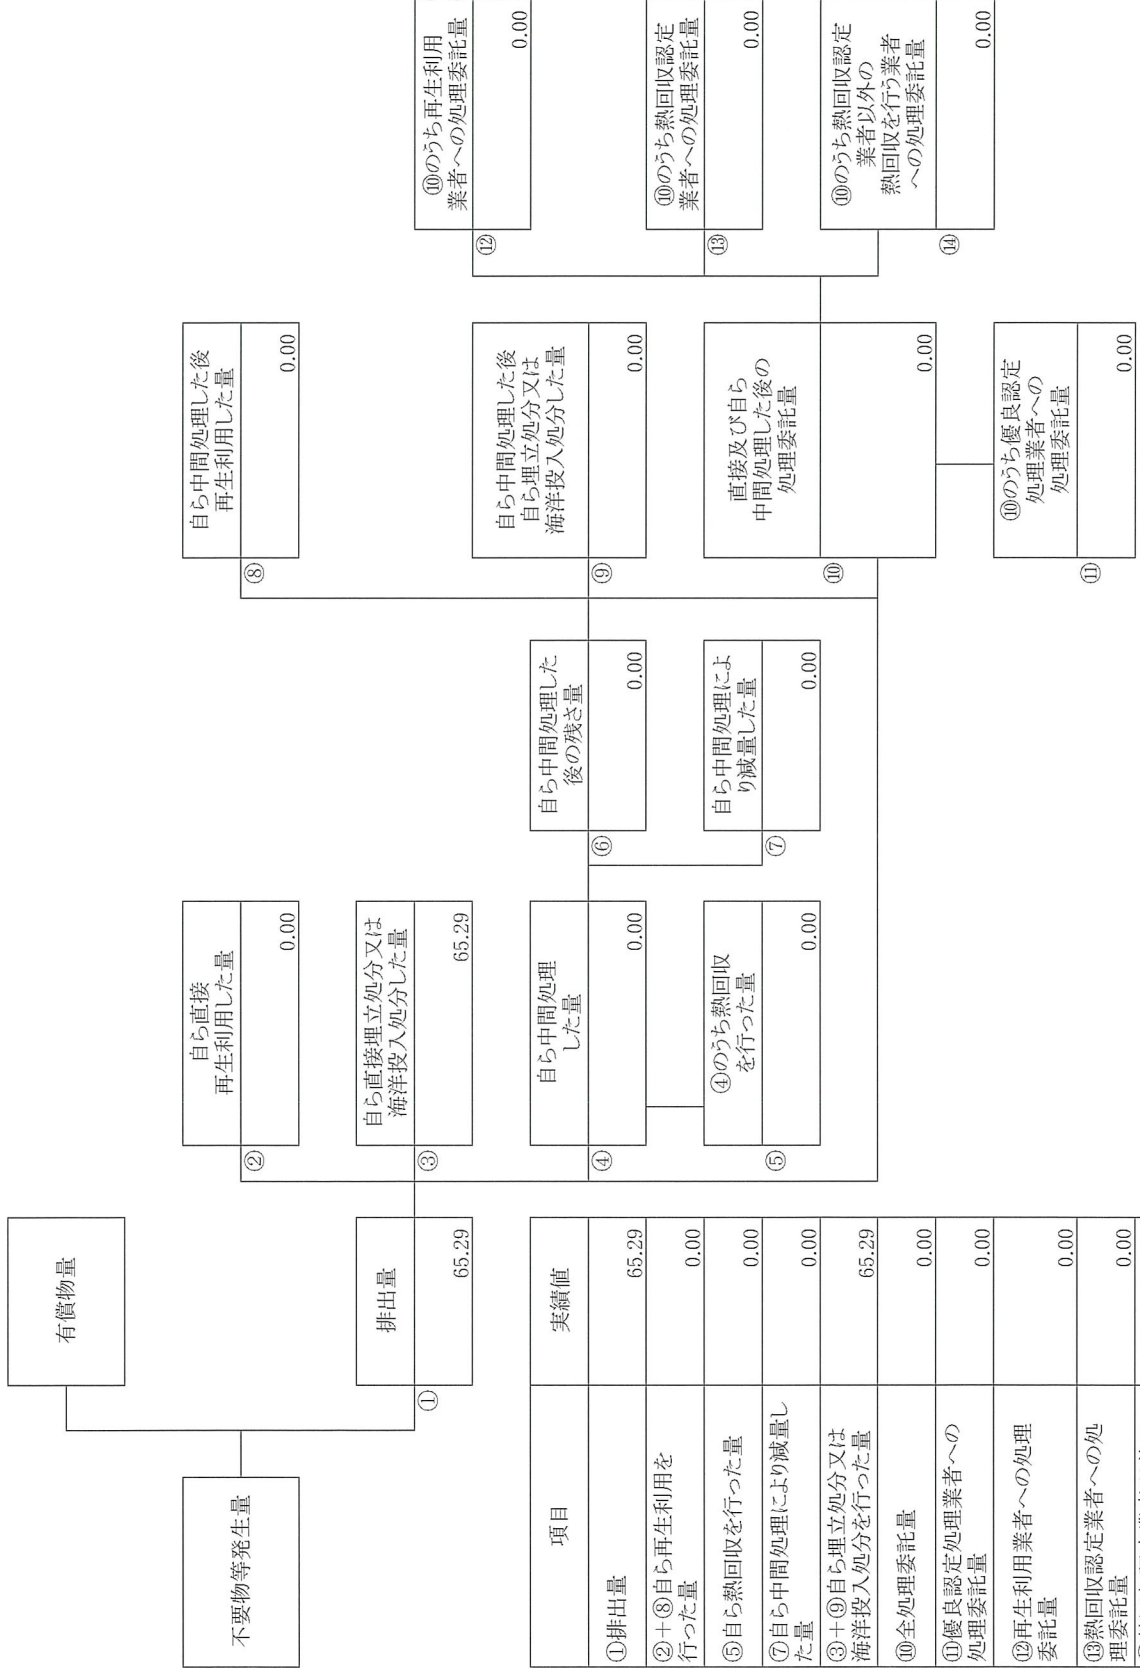 不要物等発生量
有償物量
①
排出量
65.29
②
自ら直接
再生利用した量
0.00
③
自ら直接埋立処分又は
海洋投入処分した量
65.29
④
自ら中間処理
した量
0.00
⑤
④のうち熱回収
を行った量
0.00
⑥
自ら中間処理した
後の残さ量
0.00
⑦
自ら中間処理によ
り減量した量
0.00
⑧
自ら中間処理した後
再生利用した量
0.00
⑨
自ら中間処理した後
自ら埋立処分又は
海洋投入処分した量
0.00
⑩
直接及び自ら
中間処理した後の
処理委託量
0.00
⑪
⑩のうち優良認定
処理業者への
処理委託量
0.00
⑫
⑩のうち再生利用
業者への処理委託量
0.00
⑬
⑩のうち熱回収認定
業者への処理委託量
0.00
⑭
⑩のうち熱回収認定
業者以外の
熱回収を行う業者
への処理委託量
0.00
項目
実績値
①排出量
65.29
②+⑧自ら再生利用を
行った量
0.00
⑤自ら熱回収を行った量
0.00
⑦自ら中間処理により減量し
た量
0.00
③+⑨自ら埋立処分又は
海洋投入処分を行った量
65.29
⑩全処理委託量
0.00
⑪優良認定処理業者への
処理委託量
0.00
⑫再生利用業者への処理
委託量
0.00
⑬熱回収認定業者への処
理委託量
0.00